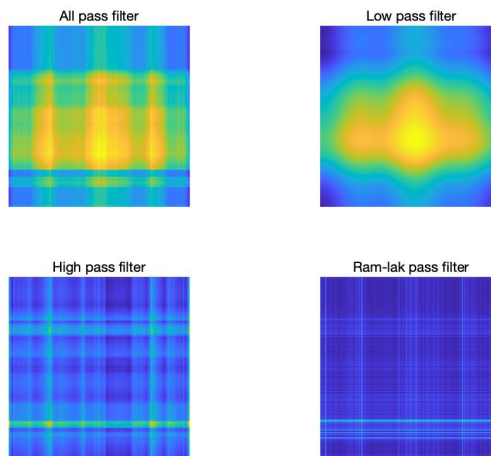 All pass filter
Low pass filter
High pass filter
Ram-lak pass filter